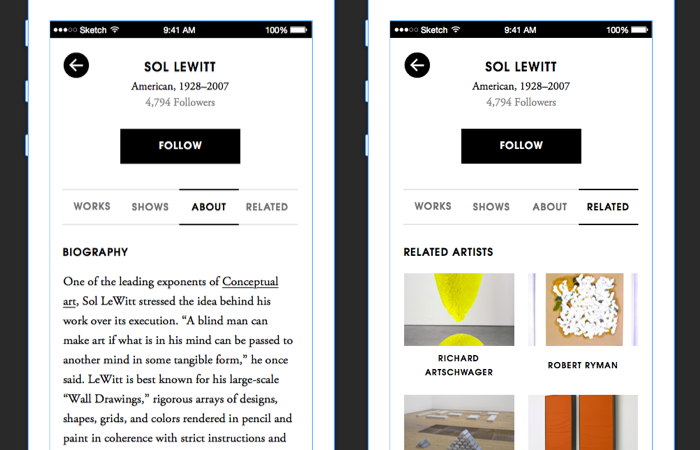 Sketch 9:41 AM 100%
SOL LEWITT
American, 1928–2007
4,794 Followers
FOLLOW
WORKS SHOWS ABOUT RELATED
BIOGRAPHY
One of the leading exponents of Conceptual
art, Sol LeWitt stressed the idea behind his
work over its execution. “A blind man can
make art if what is in his mind can be passed to
another mind in some tangible form,” he once
said. LeWitt is best known for his large-scale
“Wall Drawings,” rigorous arrays of designs,
shapes, grids, and colors rendered in pencil and
paint in coherence with strict instructions and
Sketch 9:41 AM 100%
SOL LEWITT
American, 1928–2007
4,794 Followers
FOLLOW
WORKS SHOWS ABOUT RELATED
RELATED ARTISTS
RICHARD
ARTSCHWAGER
ROBERT RYMAN